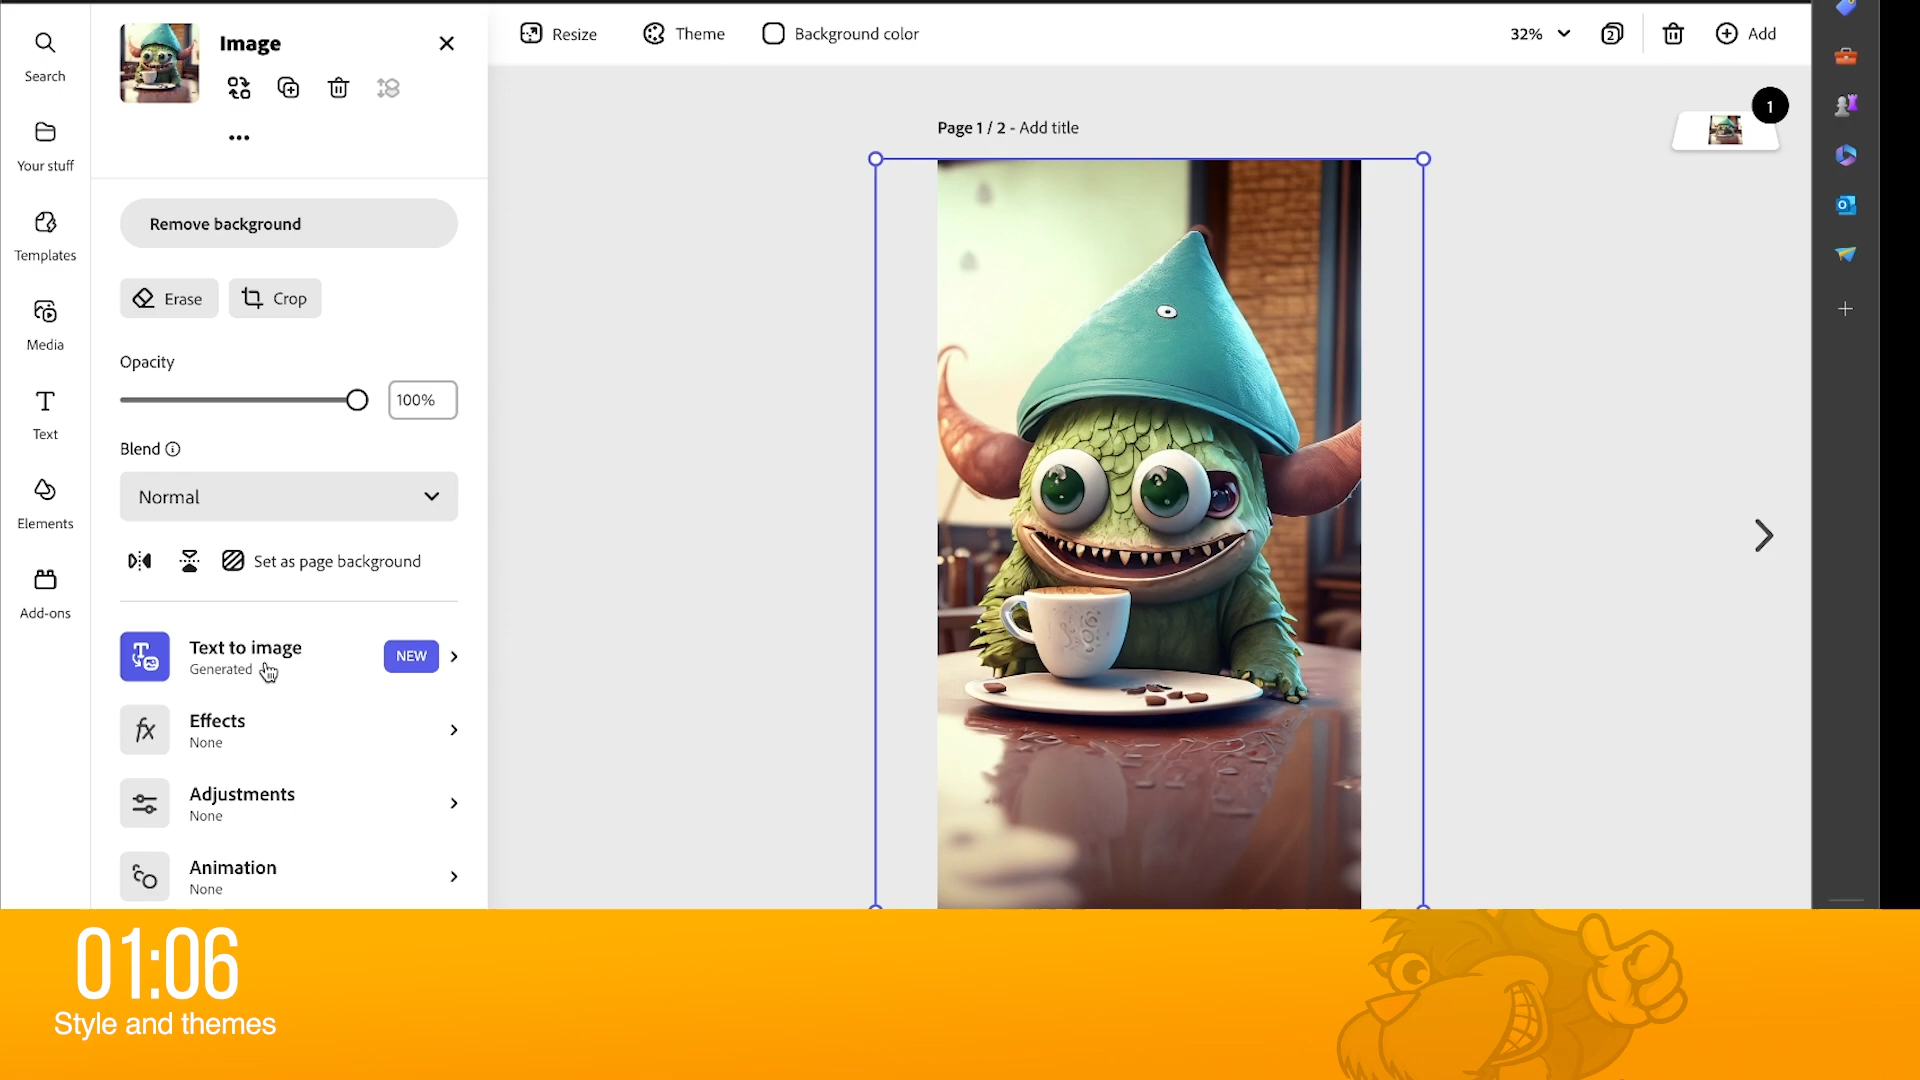 Search
Your stuff
Templates
Media
Text
Elements
Add-ons
Image
Remove background
Erase
Crop
Opacity
100%
Blend
Normal
Set as page background
Text to image
Generated
NEW
Effects
None
Adjustments
None
Animation
None
Resize
Theme
Background color
32%
2
Add
Page 1 / 2 - Add title
1
01:06
Style and themes